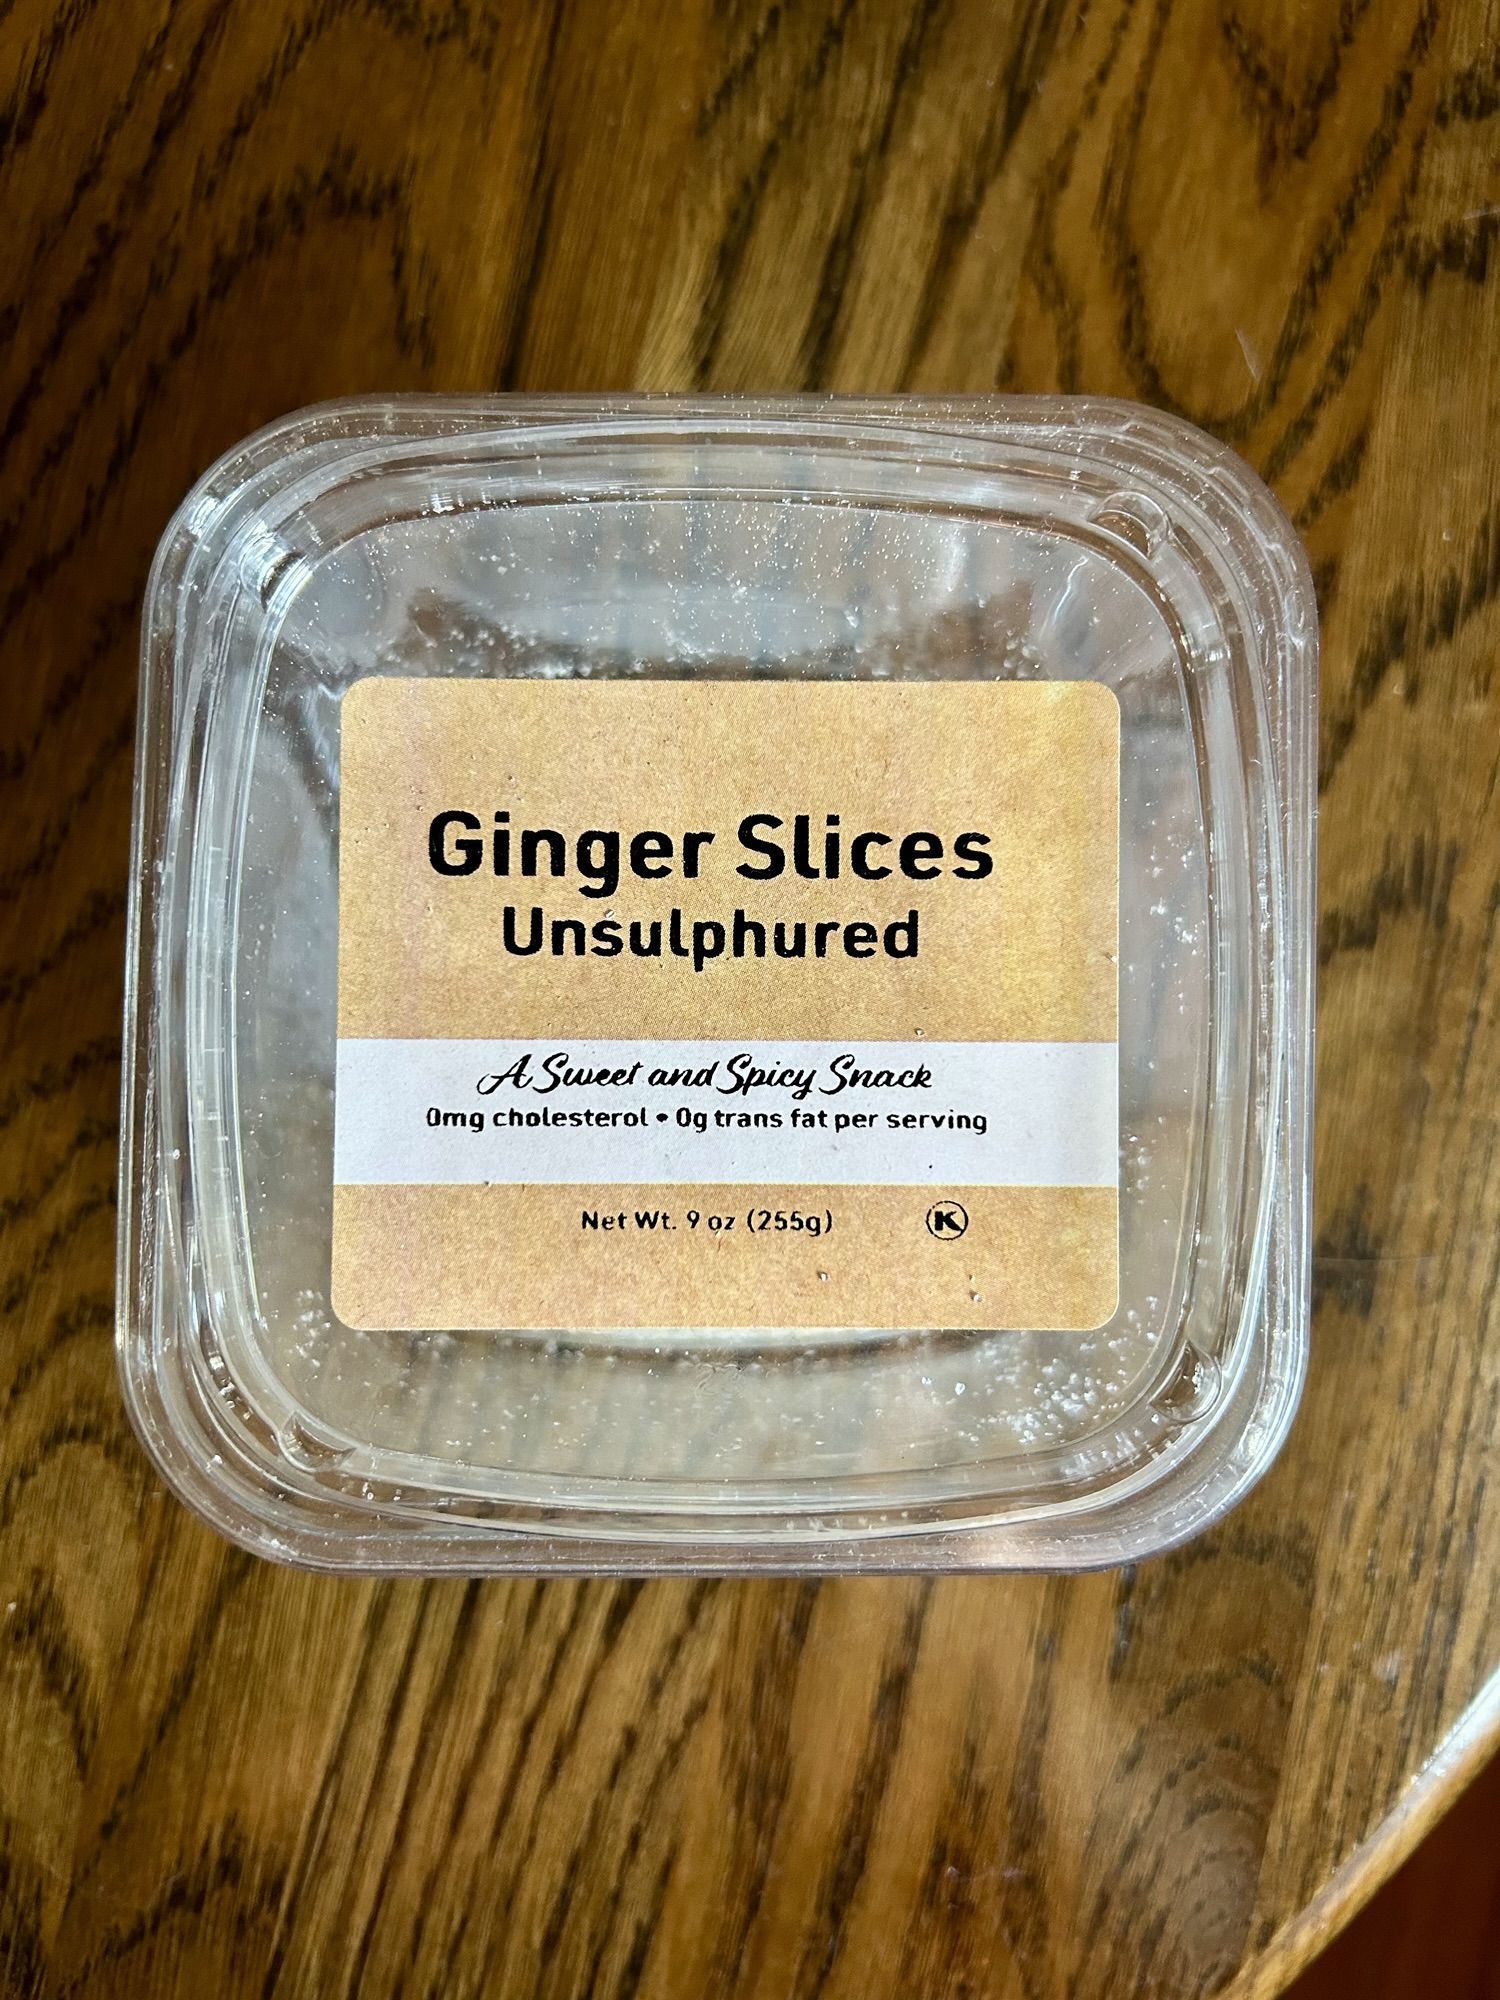 Ginger Slices
Unsulphured
A Sweet and Spicy Snack
0mg cholesterol • 0g trans fat per serving
Net Wt. 9 oz (255g)
K